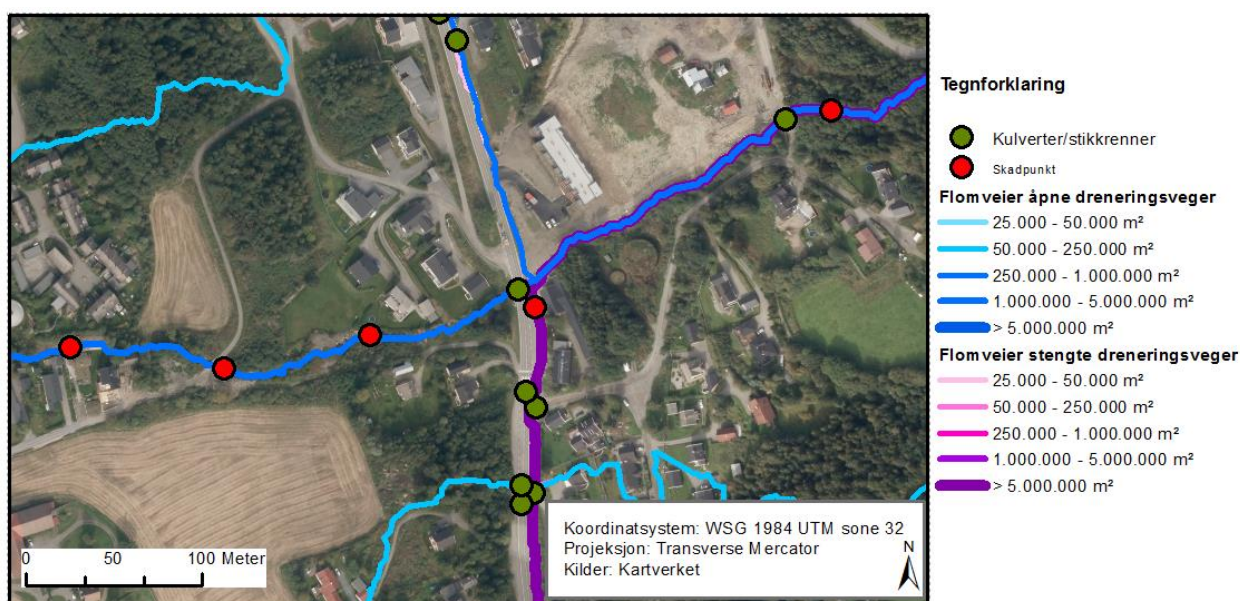 Tegnforklaring
Kulverter/stikkrenner
Skadpunkt
Flomveier åpne dreneringsveger
25.000 - 50.000 m²
50.000 - 250.000 m²
250.000 - 1.000.000 m²
1.000.000 - 5.000.000 m²
> 5.000.000 m²
Flomveier stengte dreneringsveger
25.000 - 50.000 m²
50.000 - 250.000 m²
250.000 - 1.000.000 m²
1.000.000 - 5.000.000 m²
> 5.000.000 m²
Koordinatsystem: WSG 1984 UTM sone 32
Projeksjon: Transverse Mercator
Kilder: Kartverket
N
0 50 100 Meter